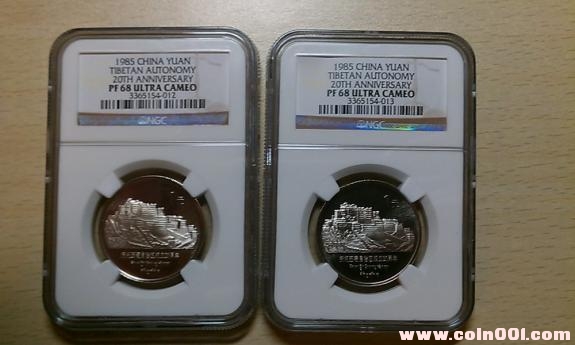 1985 CHINA YUAN
TIBETAN AUTONOMY
20TH ANNIVERSARY
PF 68 ULTRA CAMEO
3365154-012
NGC
1985 CHINA YUAN
TIBETAN AUTONOMY
20TH ANNIVERSARY
PF 68 ULTRA CAMEO
3365154-013
NGC
www.coin001.com